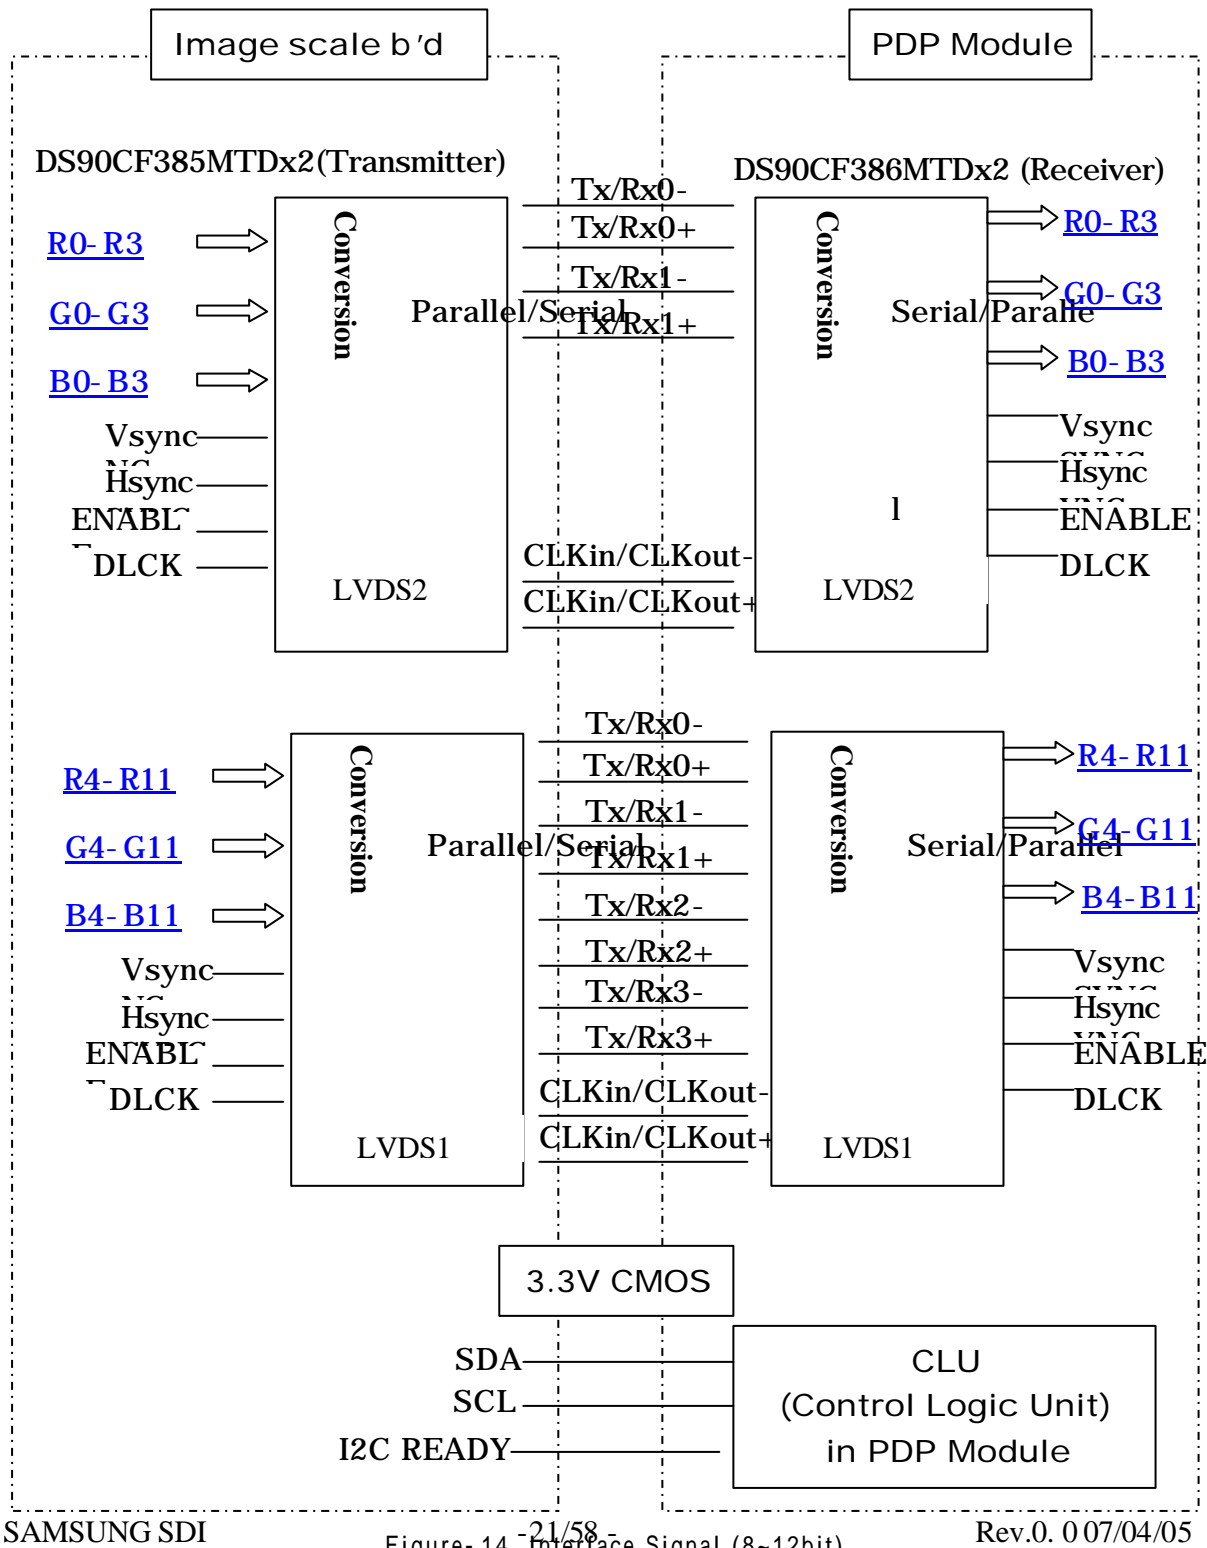 Image scale b'd
PDP Module
DS90CF385MTDx2(Transmitter)
DS90CF386MTDx2 (Receiver)
R0-R3
G0-G3
B0-B3
Vsync
Hsync
ENABL
DLCK
Conversion
Parallel/Serial
LVDS2
Tx/Rx0-
Tx/Rx0+
Tx/Rx1-
Tx/Rx1+
CLKin/CLKout-
CLKin/CLKout+
Conversion
Serial/Paralle
l
LVDS2
R0-R3
G0-G3
B0-B3
Vsync
Hsync
ENABLE
DLCK
R4-R11
G4-G11
B4-B11
Vsync
Hsync
ENABL
DLCK
Conversion
Parallel/Serial
LVDS1
Tx/Rx0-
Tx/Rx0+
Tx/Rx1-
Tx/Rx1+
Tx/Rx2-
Tx/Rx2+
Tx/Rx3-
Tx/Rx3+
CLKin/CLKout-
CLKin/CLKout+
Conversion
Serial/Parallel
LVDS1
R4-R11
G4-G11
B4-B11
Vsync
Hsync
ENABLE
DLCK
3.3V CMOS
SDA
SCL
I2C READY
CLU
(Control Logic Unit)
in PDP Module
SAMSUNG SDI
-21/58-
Rev.0. 0 07/04/05
Figure-14. Interface Signal (8~12bit)